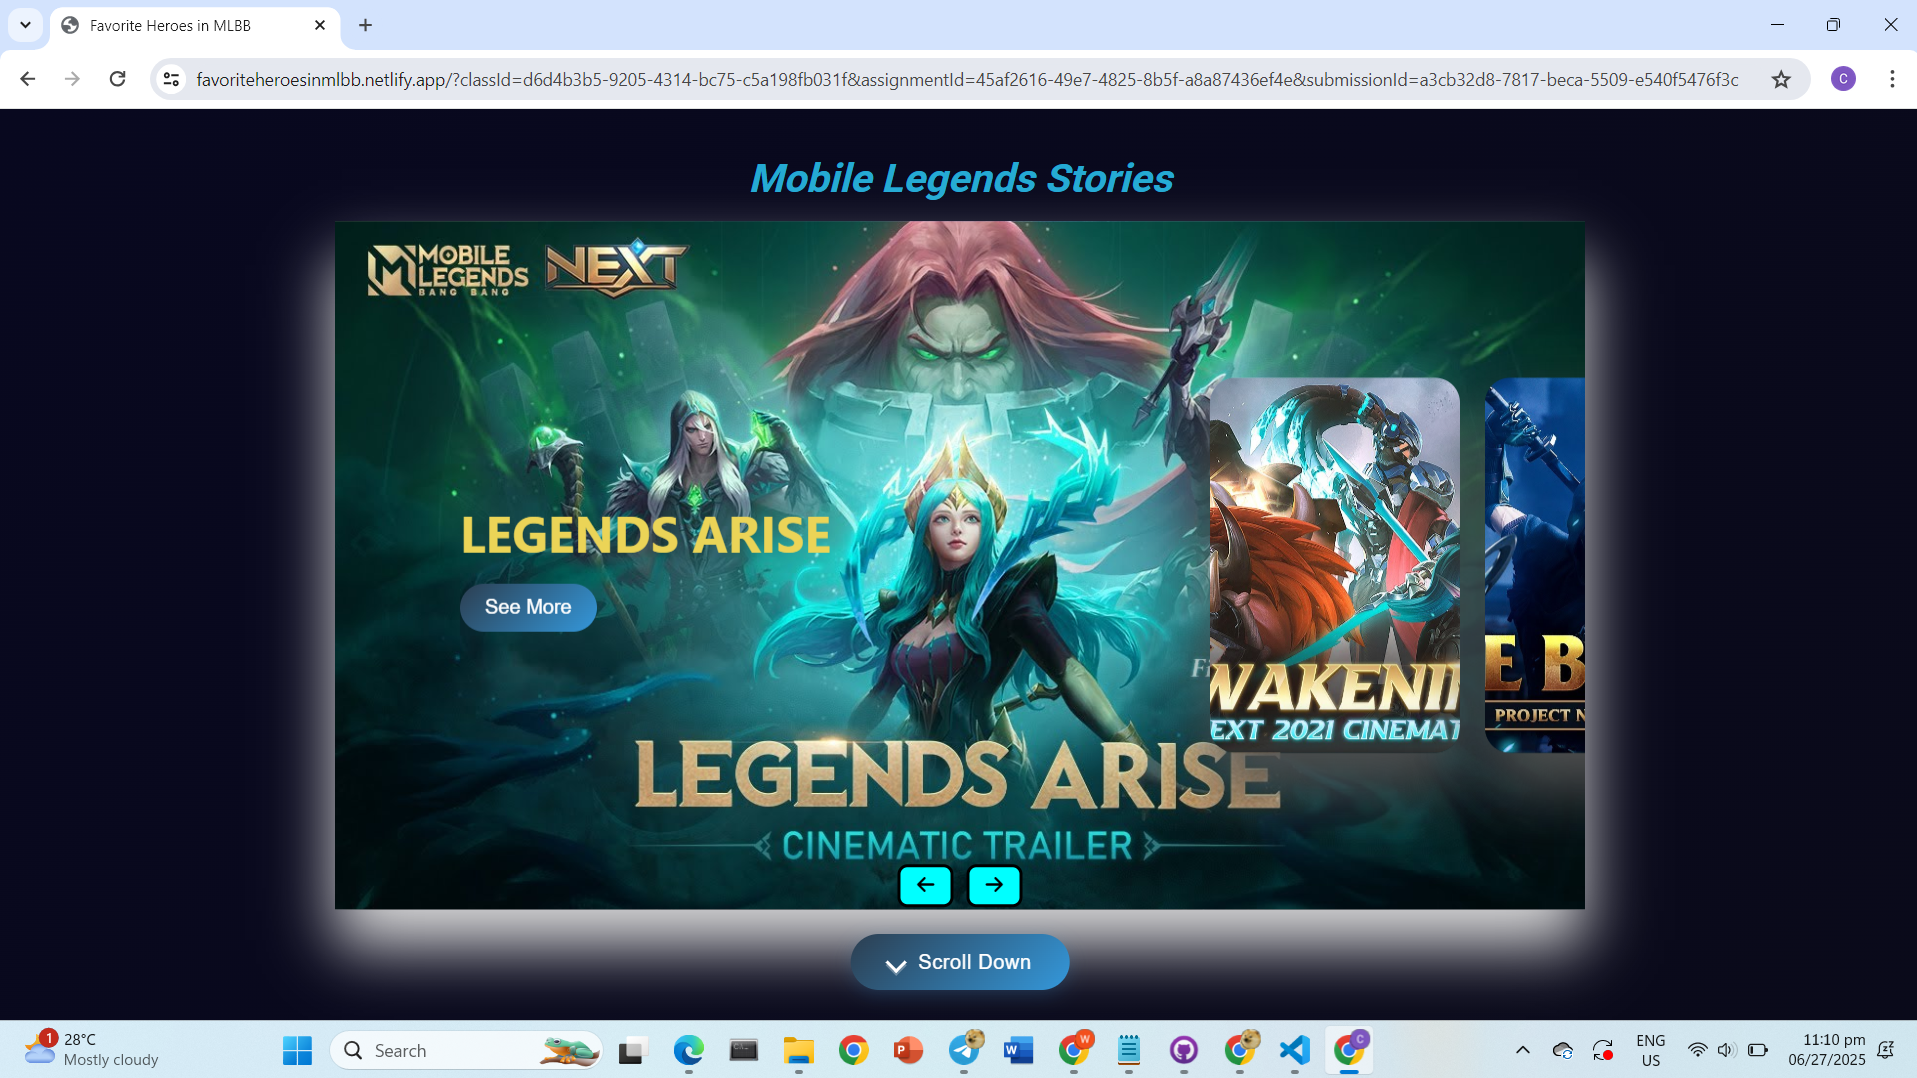 Favorite Heroes in MLBB
favoriteheroesinmlbb.netlify.app/?classId=d6d4b3b5-9205-4314-bc75-c5a198fb031f&assignmentId=45af2616-49e7-4825-8b5f-a8a87436ef4e&submissionId=a3cb32d8-7817-beca-5509-e540f5476f3c
C
Mobile Legends Stories
MOBILE LEGENDS
BANG BANG
NEXT
LEGENDS ARISE
See More
WAKENI
EXT 2021 CINEMAT
E B
PROJECT N
LEGENDS ARISE
CINEMATIC TRAILER
Scroll Down
1
28°C
Mostly cloudy
Search
W
C
ENG
US
11:10 pm
06/27/2025